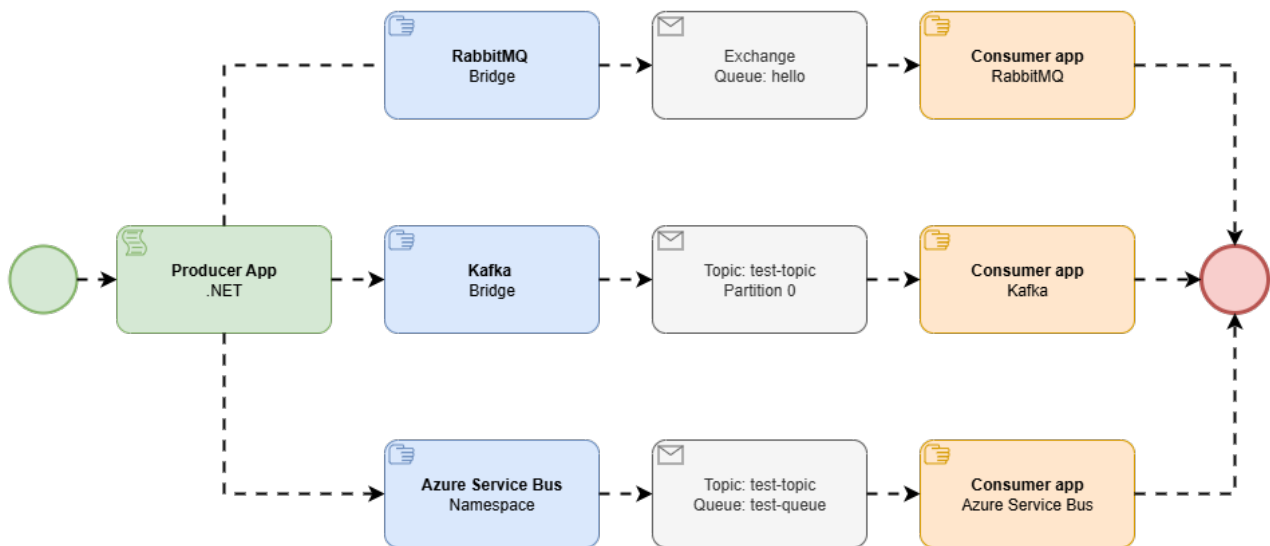 RabbitMQ
Bridge
Exchange
Queue: hello
Consumer app
RabbitMQ
Producer App
.NET
Kafka
Bridge
Topic: test-topic
Partition 0
Consumer app
Kafka
Azure Service Bus
Namespace
Topic: test-topic
Queue: test-queue
Consumer app
Azure Service Bus